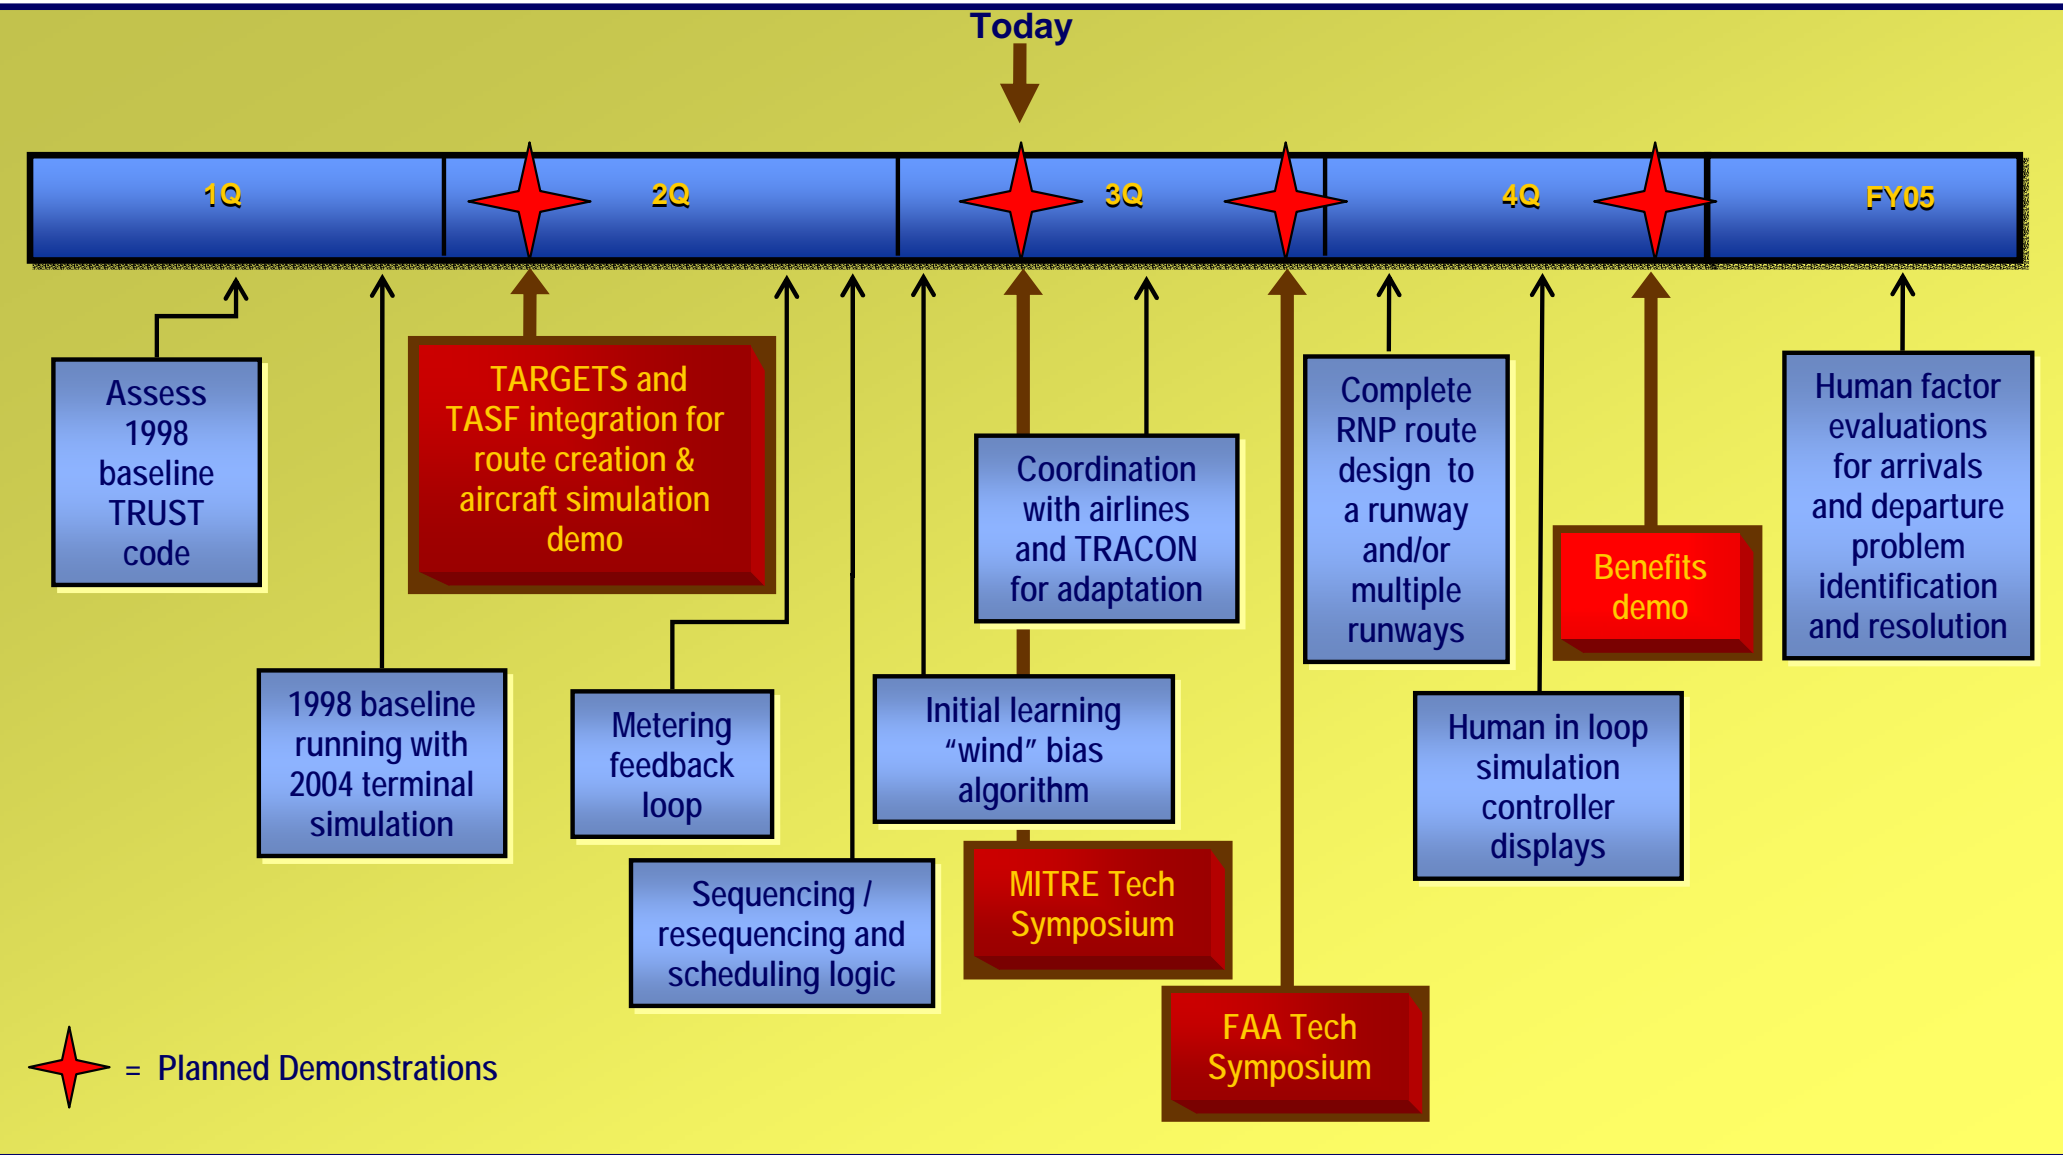 Today
1Q
2Q
3Q
4Q
FY05
Assess
1998
baseline
TRUST
code
TARGETS and
TASF integration for
route creation &
aircraft simulation
demo
Coordination
with airlines
and TRACON
for adaptation
Complete
RNP route
design to
a runway
and/or
multiple
runways
Benefits
demo
Human factor
evaluations
for arrivals
and departure
problem
identification
and resolution
1998 baseline
running with
2004 terminal
simulation
Metering
feedback
loop
Initial learning
“wind” bias
algorithm
Human in loop
simulation
controller
displays
Sequencing /
resequencing and
scheduling logic
MITRE Tech
Symposium
FAA Tech
Symposium
= Planned Demonstrations